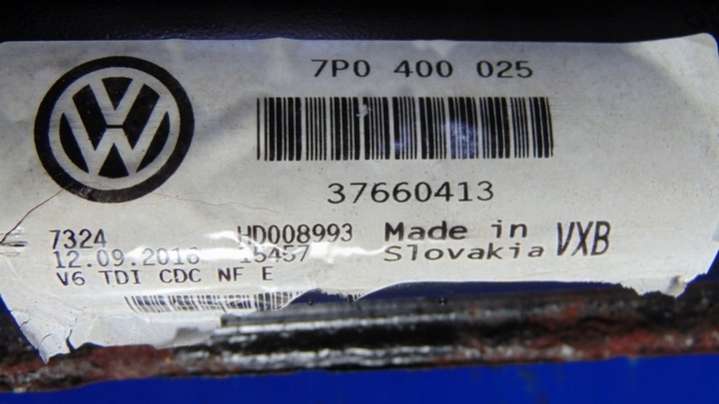 7P0 400 025
37660413
7324 HD008993 Made in VXB
12.09.2016 15457 Slovakia
V6 TDI CDC NF E